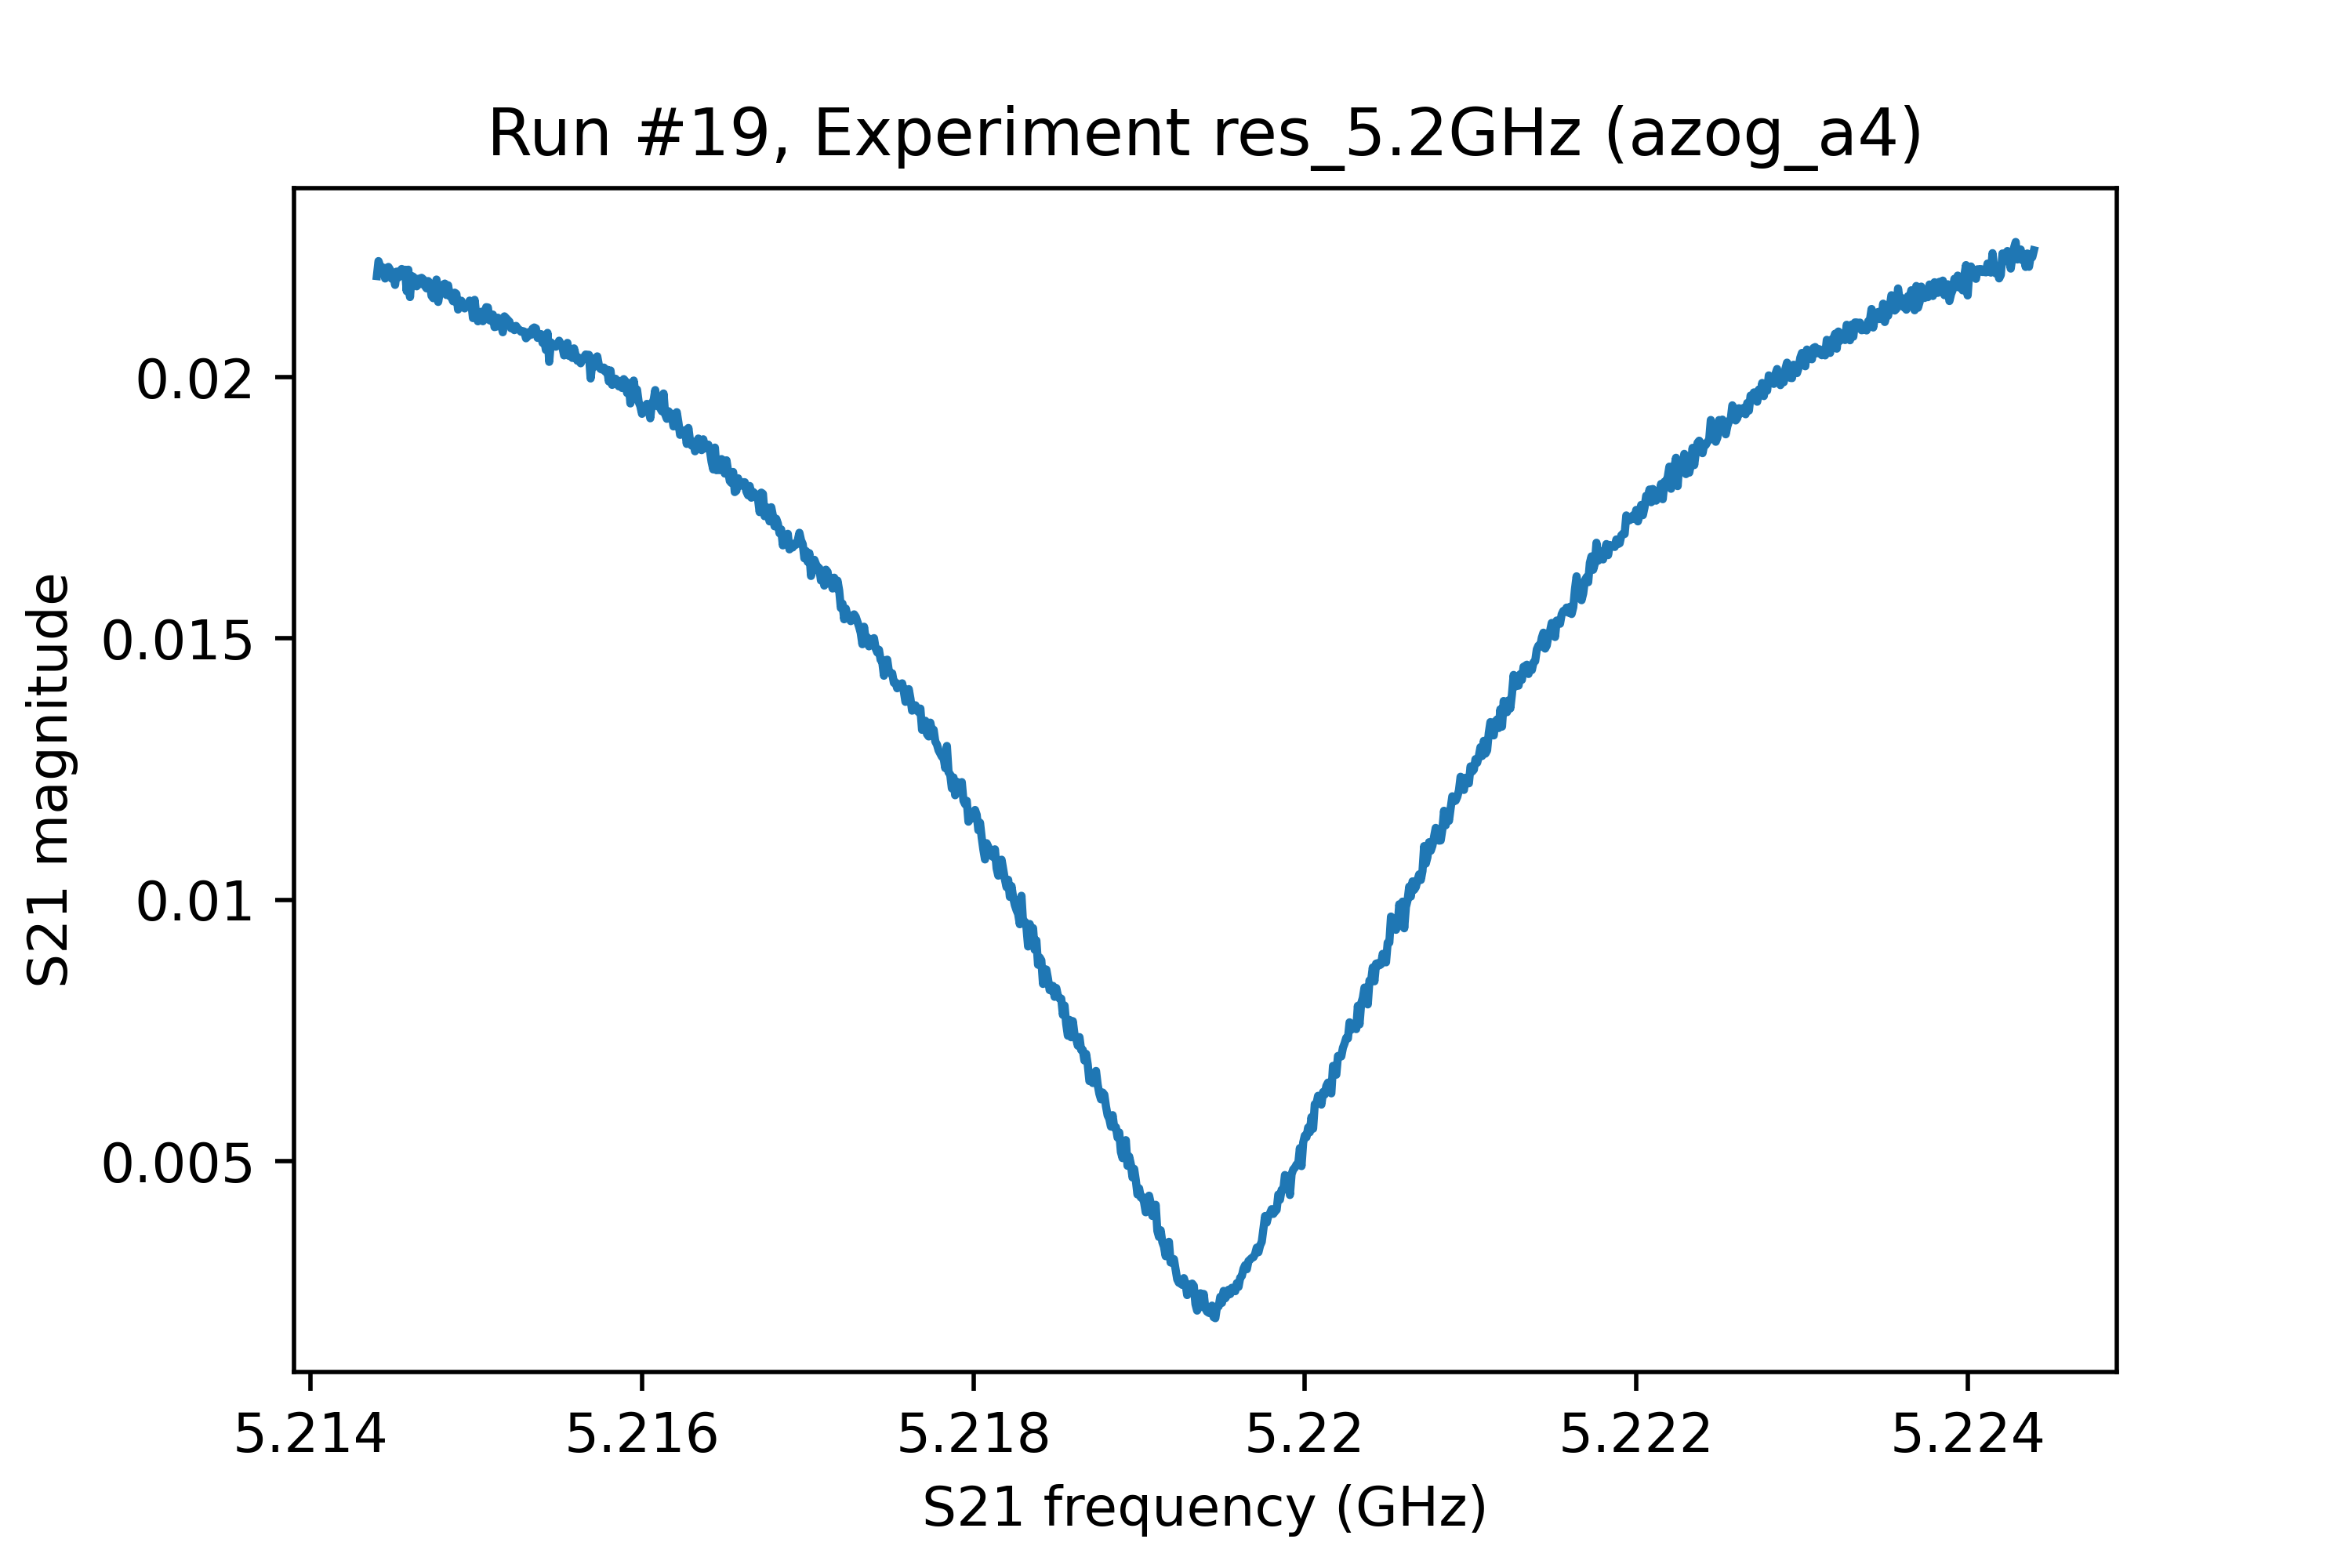 Run #19, Experiment res_5.2GHz (azog_a4)
S21 magnitude
0.02
0.015
0.01
0.005
5.214 5.216 5.218 5.22 5.222 5.224
S21 frequency (GHz)